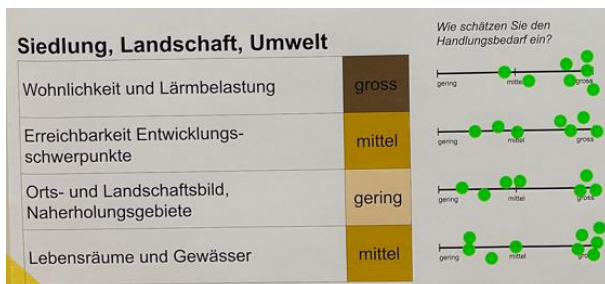 Wie schätzen Sie den
Handlungsbedarf ein?
Siedlung, Landschaft, Umwelt
Wohnlichkeit und Lärmbelastung
gross
gering
mittel
gross
Erreichbarkeit Entwicklungs-
schwerpunkte
mittel
gering
mittel
gross
Orts- und Landschaftsbild,
Naherholungsgebiete
gering
gering
mittel
gross
Lebensräume und Gewässer
mittel
gering
mittel
gross